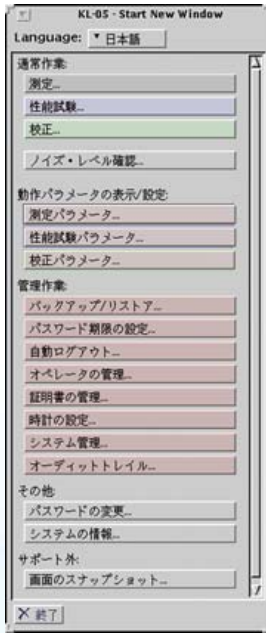 KL-05 - Start New Window
Language: 日本語
通常作業:
測定...
性能試験...
校正...
ノイズ・レベル確認...
動作パラメータの表示/設定:
測定パラメータ...
性能試験パラメータ...
校正パラメータ...
管理作業:
バックアップ/リストア...
パスワード期限の設定...
自動ログアウト...
オペレータの管理...
証明書の管理...
時計の設定...
システム管理...
オーディットトレイル...
その他:
パスワードの変更...
システムの情報...
サポート外:
画面のスナップショット...
終了